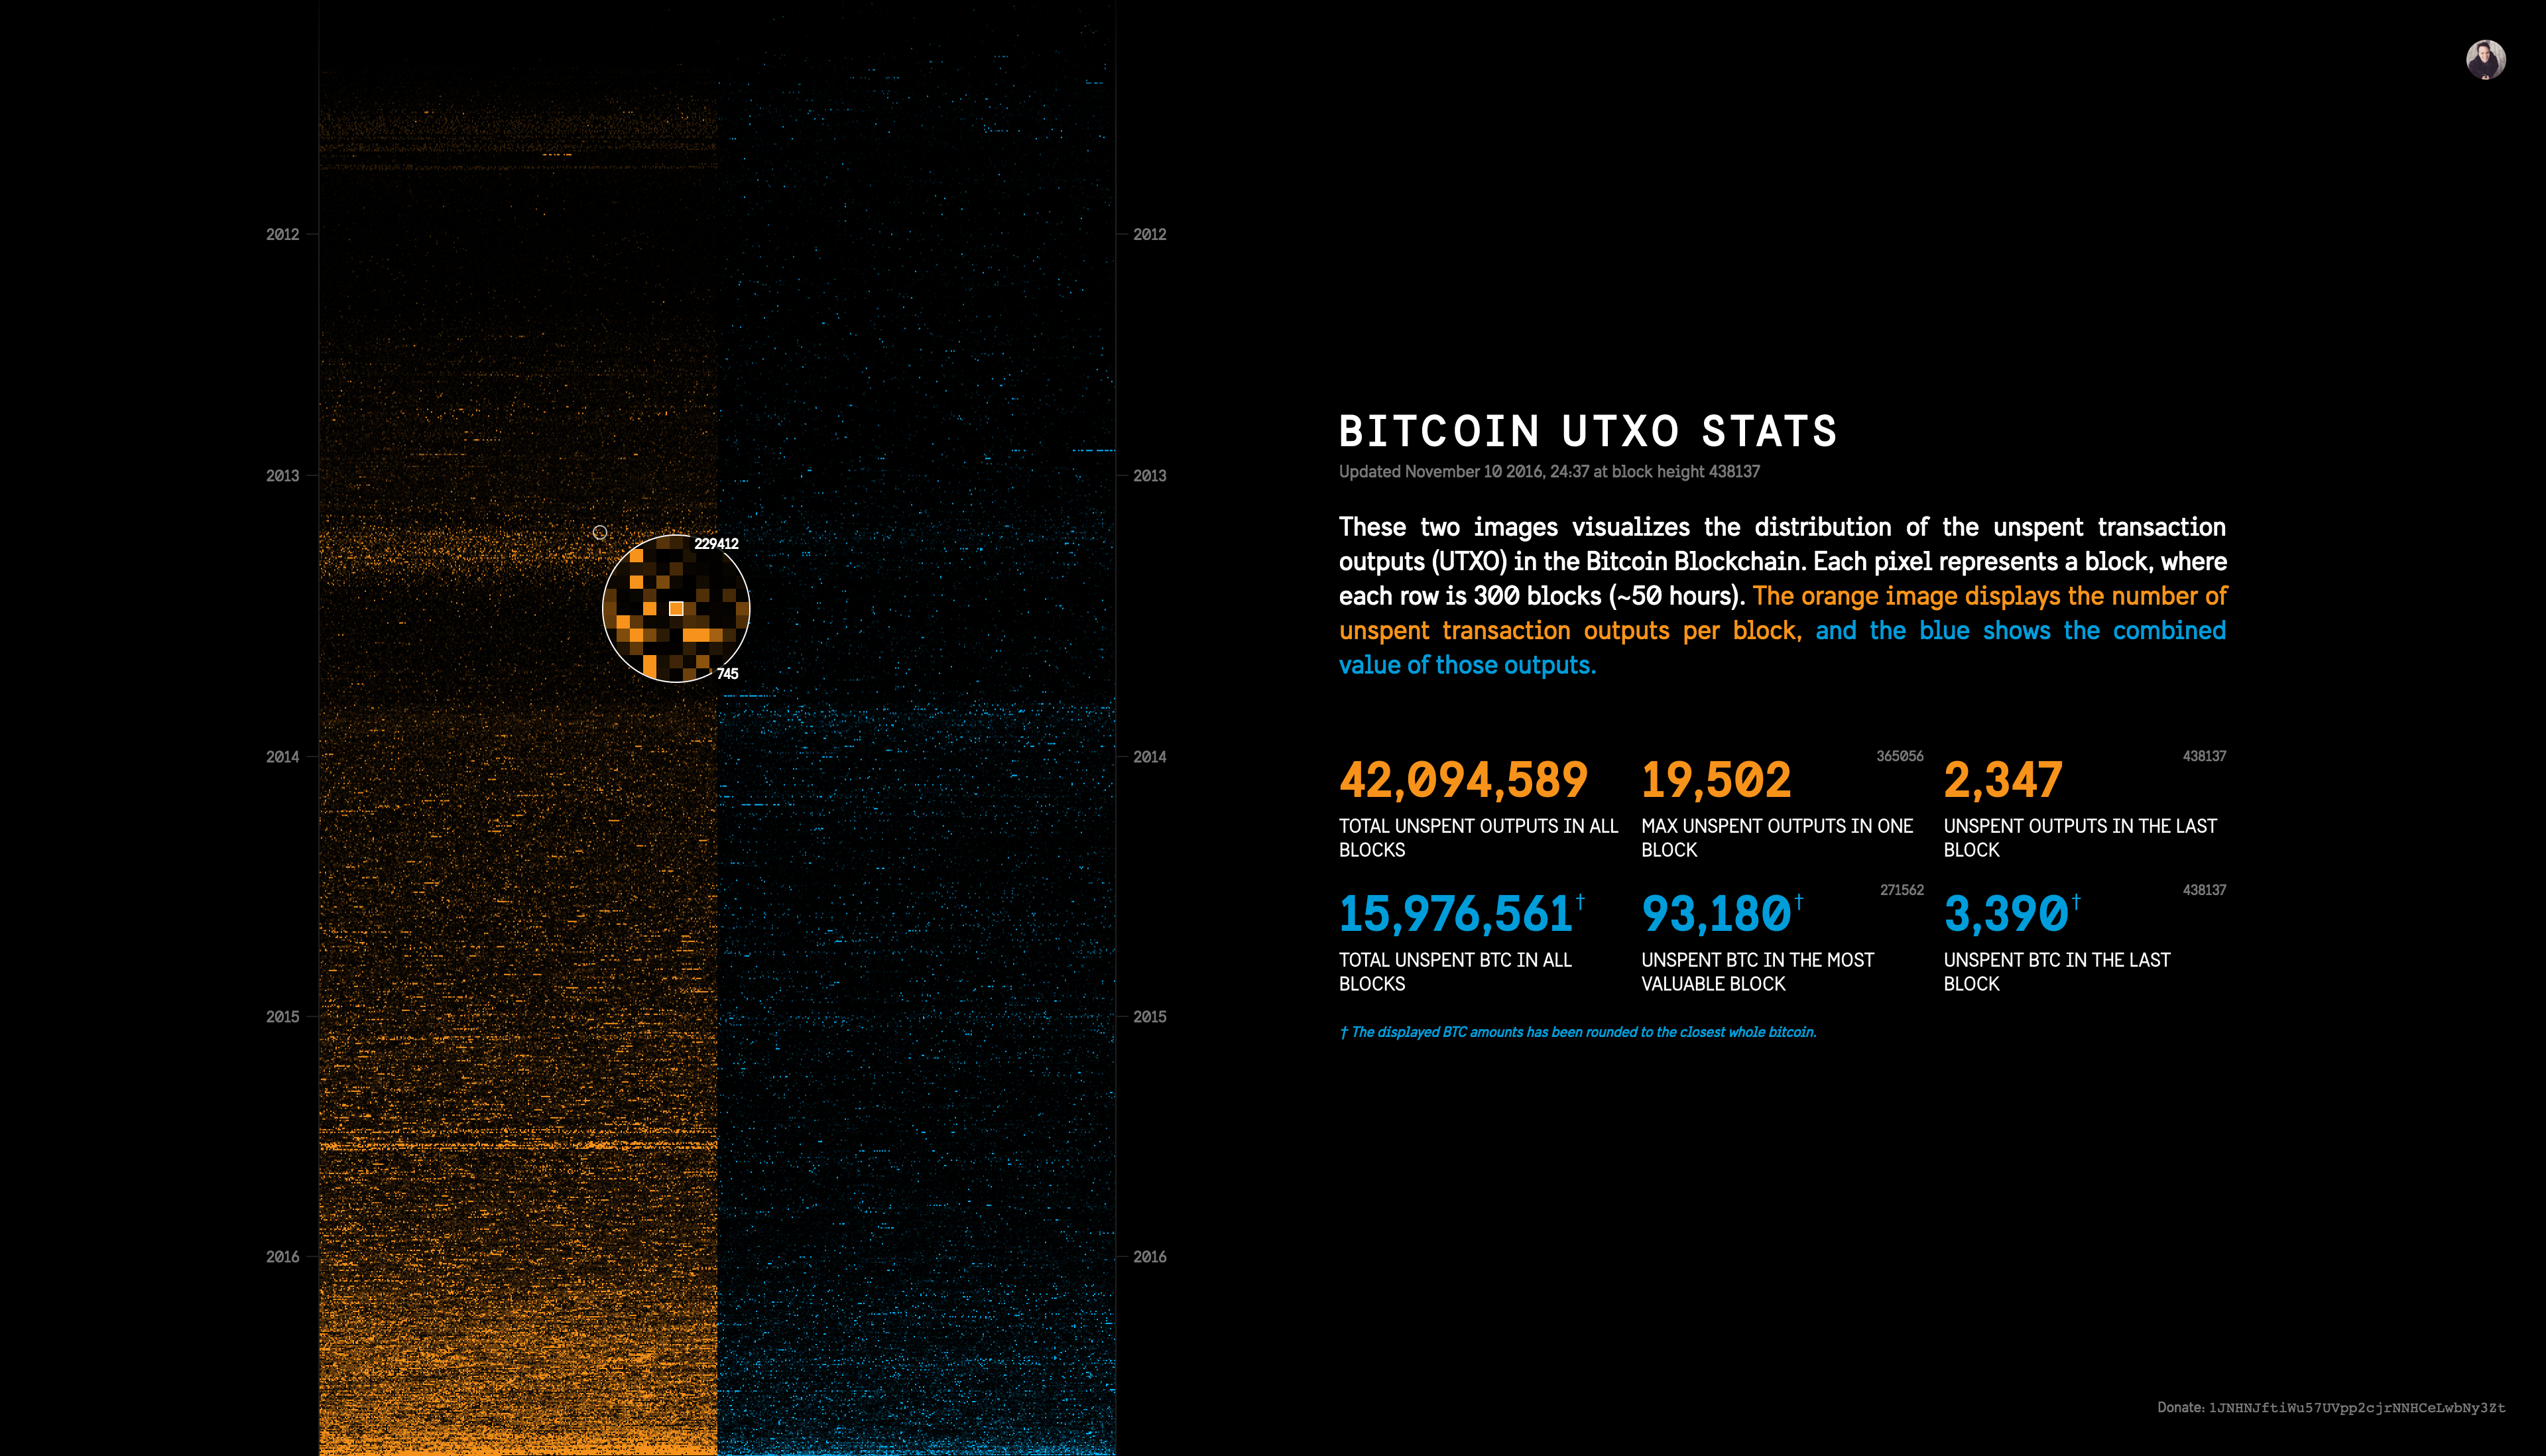 2012
2012
2013
2013
229412
745
2014
2014
2015
2015
2016
2016
BITCOIN UTXO STATS
Updated November 10 2016, 24:37 at block height 438137
These two images visualizes the distribution of the unspent transaction
outputs (UTXO) in the Bitcoin Blockchain. Each pixel represents a block, where
each row is 300 blocks (~50 hours). The orange image displays the number of
unspent transaction outputs per block, and the blue shows the combined
value of those outputs.
42,094,589
TOTAL UNSPENT OUTPUTS IN ALL
BLOCKS
365056
19,502
MAX UNSPENT OUTPUTS IN ONE
BLOCK
438137
2,347
UNSPENT OUTPUTS IN THE LAST
BLOCK
15,976,561†
TOTAL UNSPENT BTC IN ALL
BLOCKS
271562
93,180†
UNSPENT BTC IN THE MOST
VALUABLE BLOCK
438137
3,390†
UNSPENT BTC IN THE LAST
BLOCK
† The displayed BTC amounts has been rounded to the closest whole bitcoin.
Donate: 1JNHNJftiWu57UVpp2cjrNNHCeLwbNy3Zt